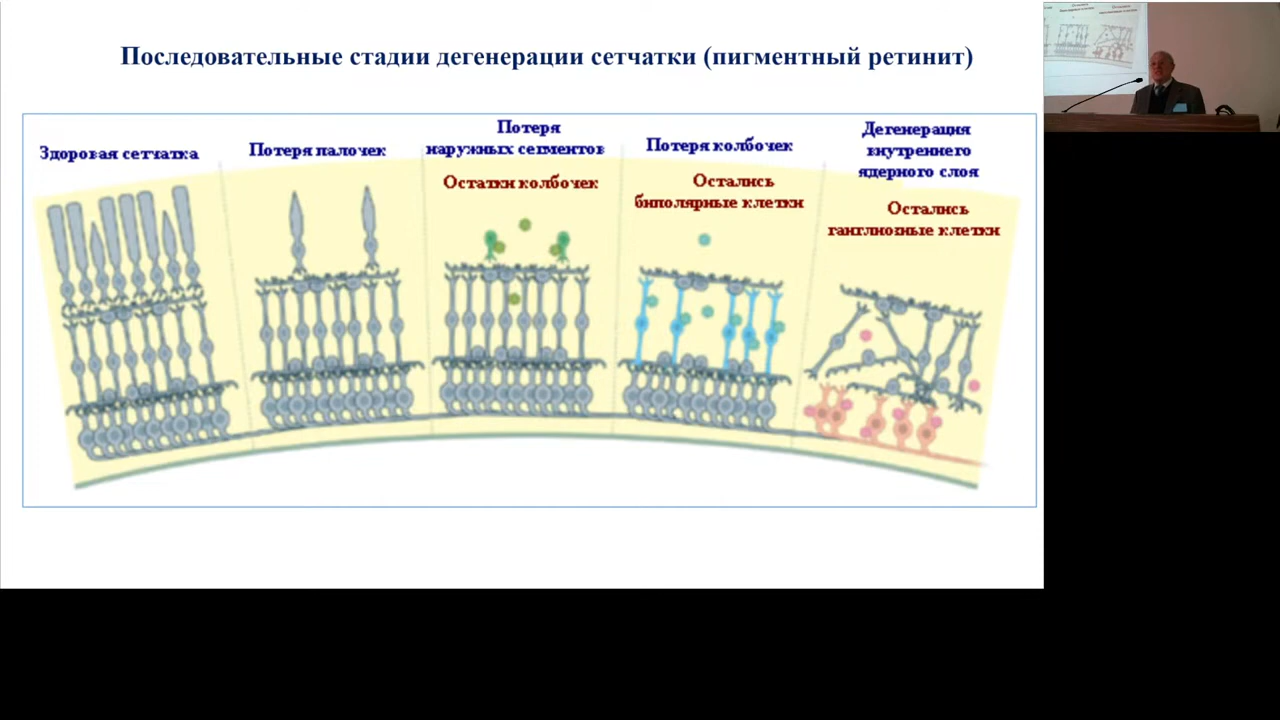 Последовательные стадии дегенерации сетчатки (пигментный ретинит)
Здоровая сетчатка
Потеря палочек
Потеря
наружных сегментов
Остатки колбочек
Потеря колбочек
Остались
биполярные клетки
Дегенерация
внутреннего
ядерного слоя
Остались
ганглиозные клетки